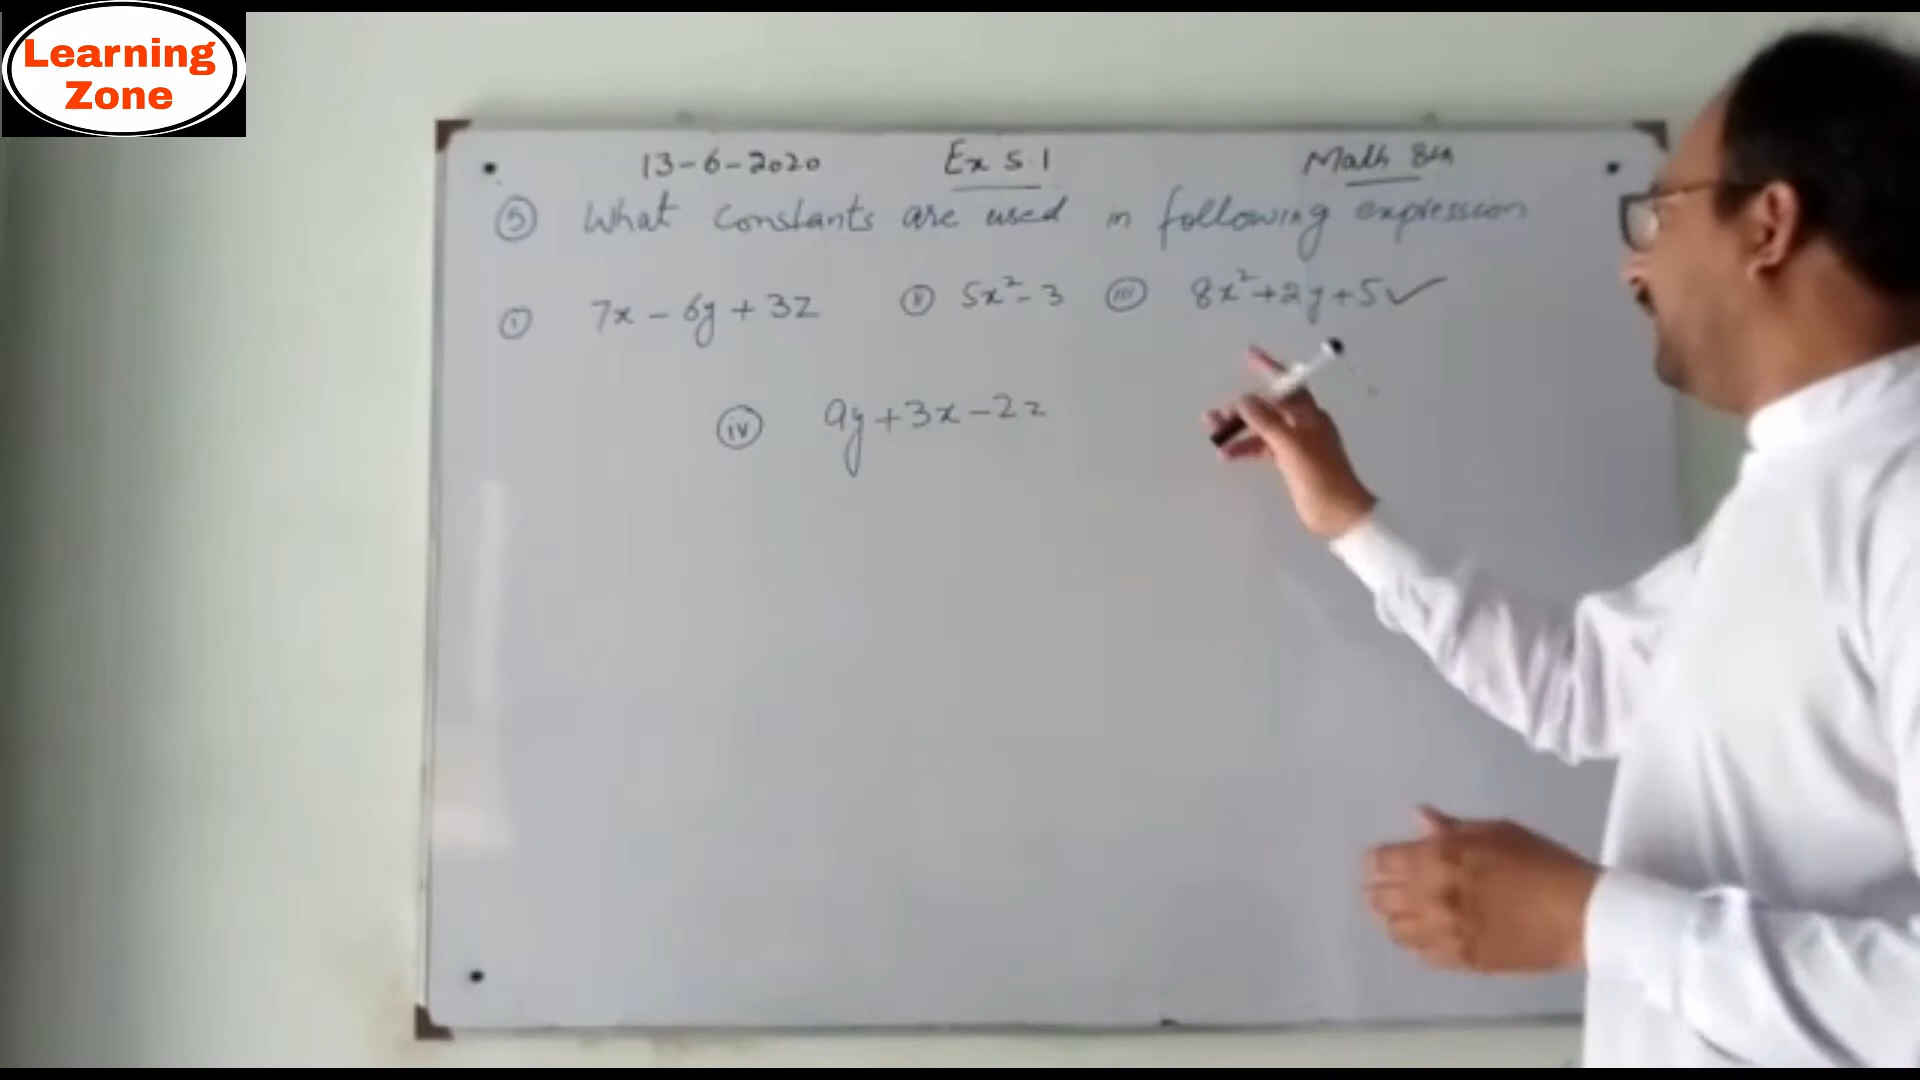 Learning
Zone
13-6-2020 Ex 5.1 Math 8th
⑤ What Constants are used in following expression
ⓘ 7x - 6y + 3z ⓘⓘ 5x² - 3 ⓘⓘⓘ 8x² + 2y + 5 ✓
ⓘⓥ 9y + 3x - 2z